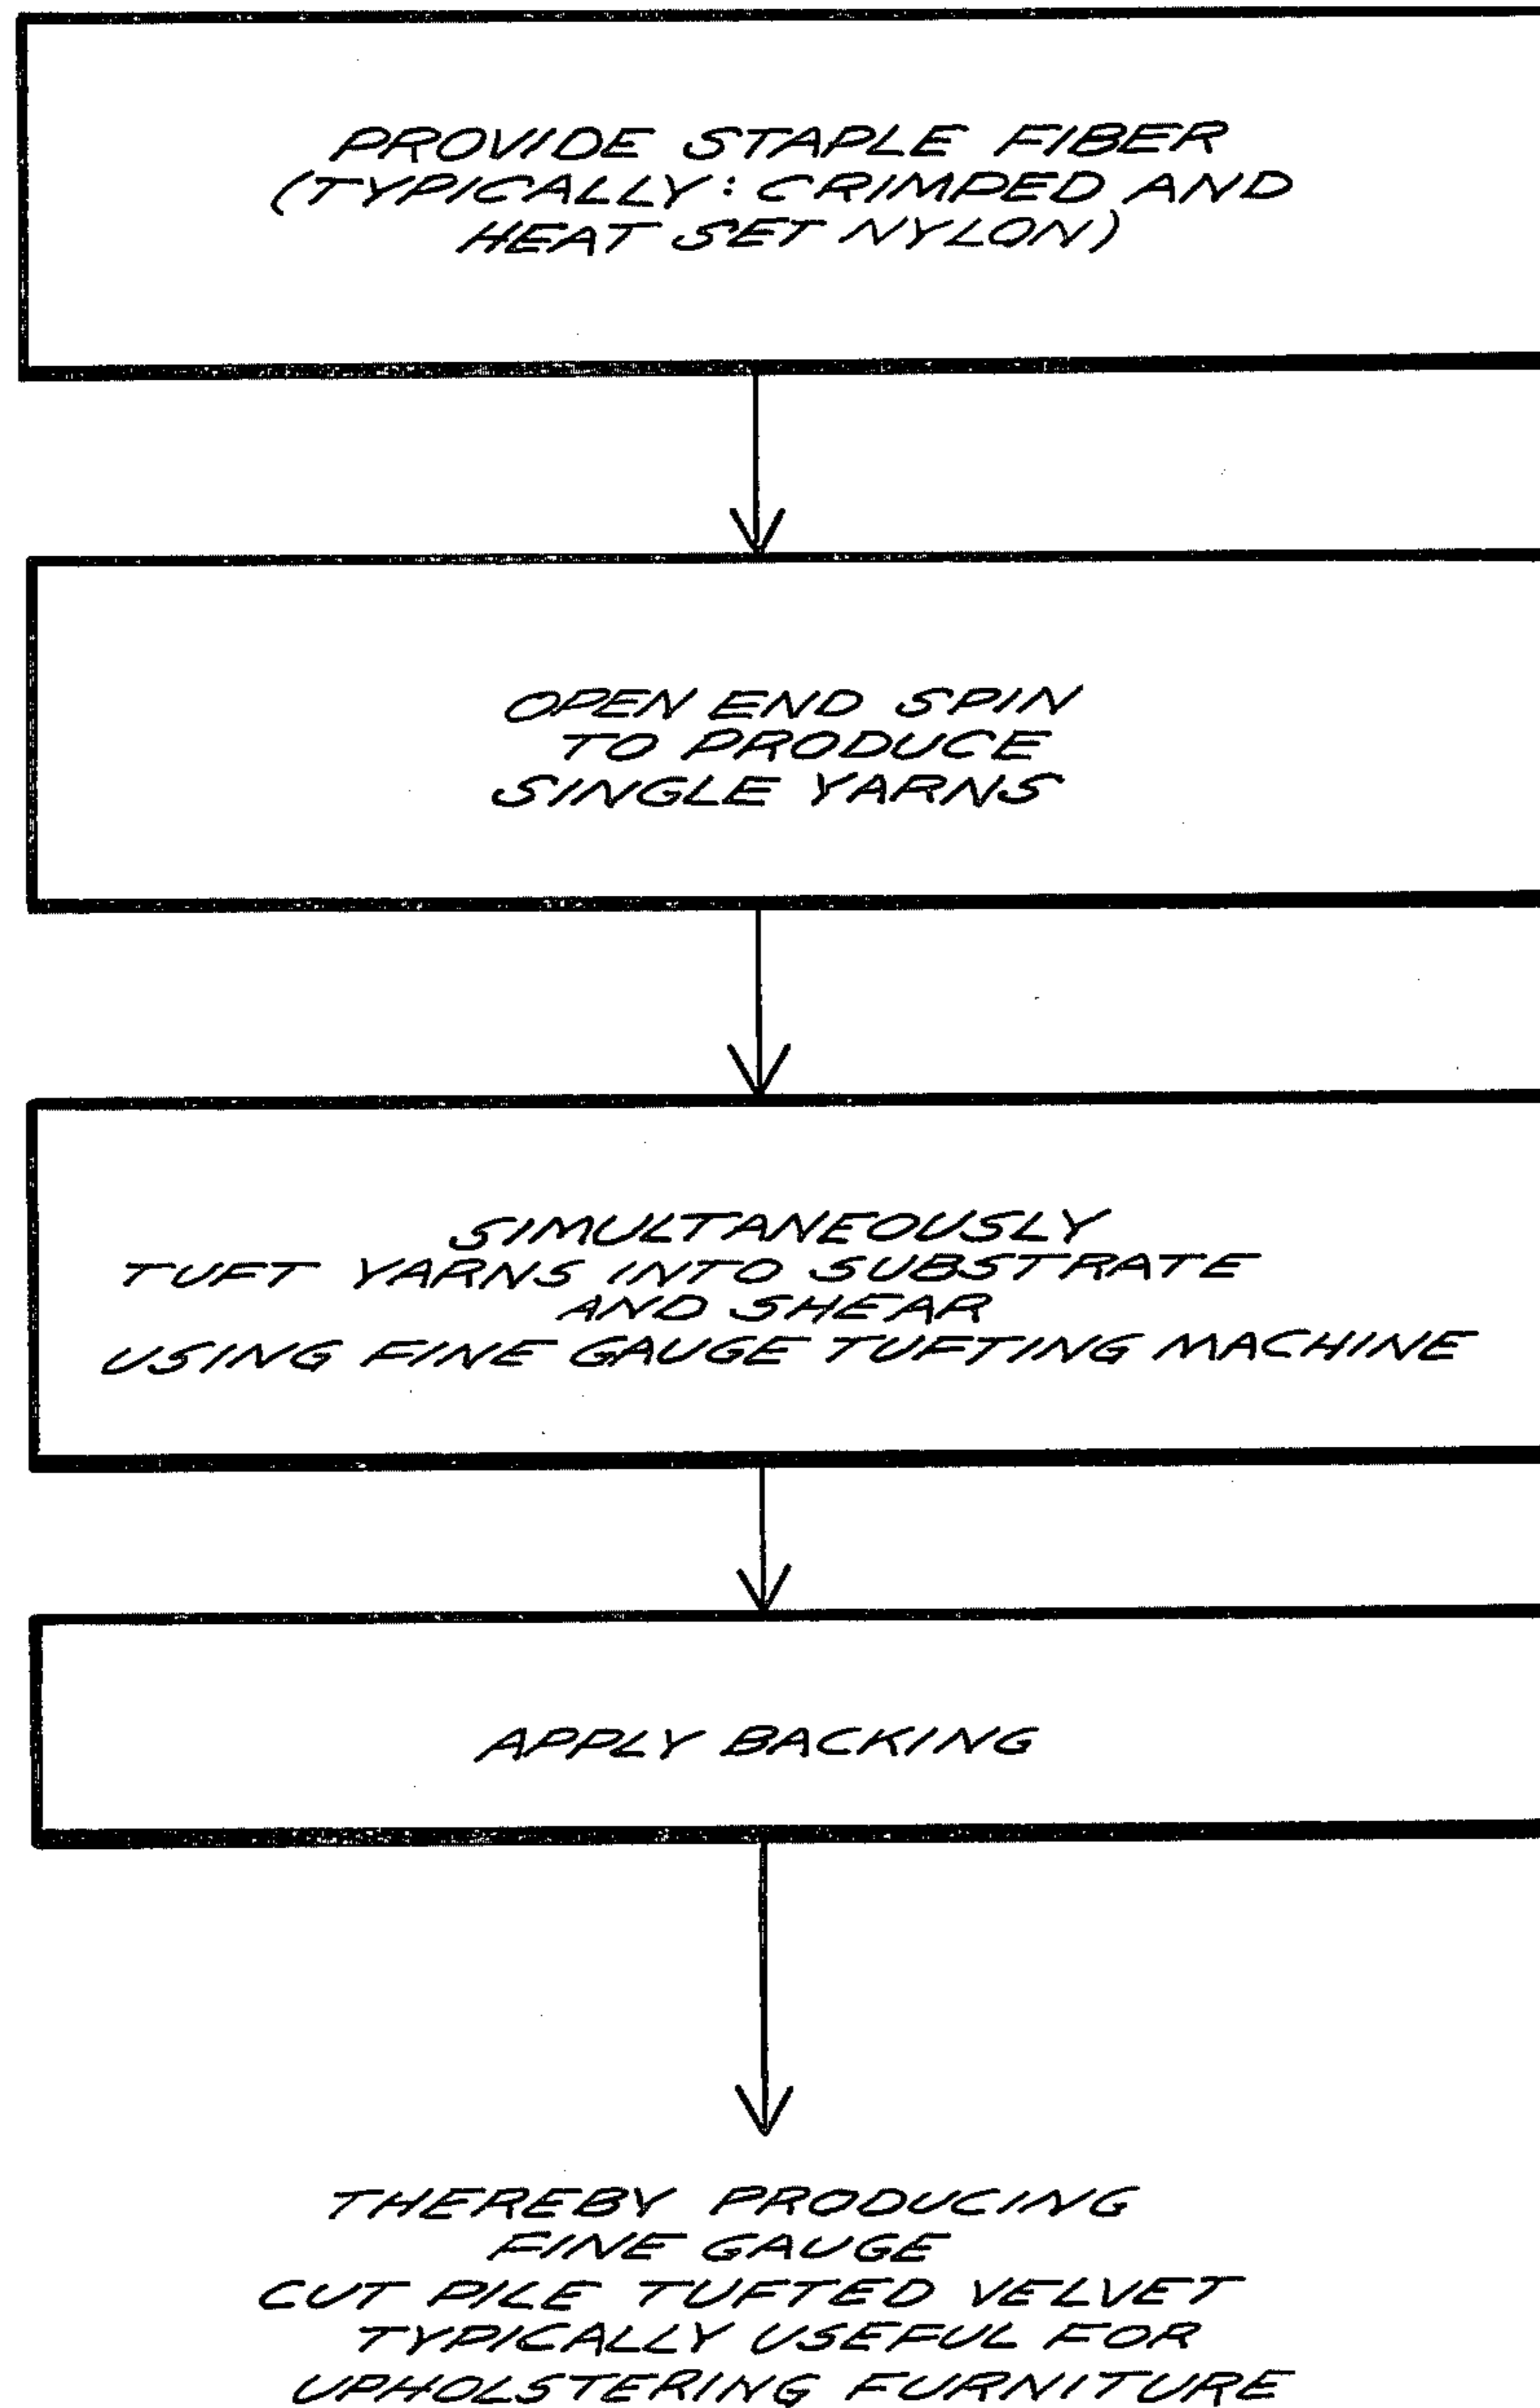 PROVIDE STAPLE FIBER
(TYPICALLY: CRIMPED AND
HEAT SET NYLON)
OPEN END SPIN
TO PRODUCE
SINGLE YARNS
SIMULTANEOUSLY
TUFT YARNS INTO SUBSTRATE
AND SHEAR
USING FINE GAUGE TUFTING MACHINE
APPLY BACKING
THEREBY PRODUCING
FINE GAUGE
CUT PILE TUFTED VELVET
TYPICALLY USEFUL FOR
UPHOLSTERING FURNITURE